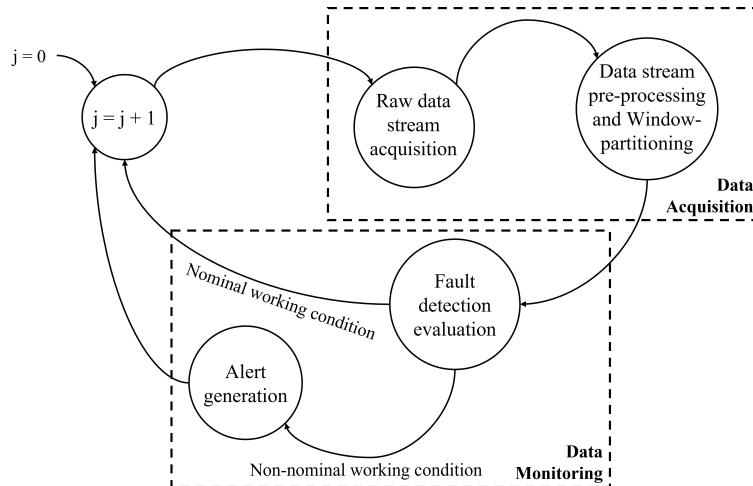 j = 0
j = j + 1
Raw data
stream
acquisition
Data stream
pre-processing
and Window-
partitioning
Data
Acquisition
Nominal working condition
Fault
detection
evaluation
Alert
generation
Non-nominal working condition
Data
Monitoring